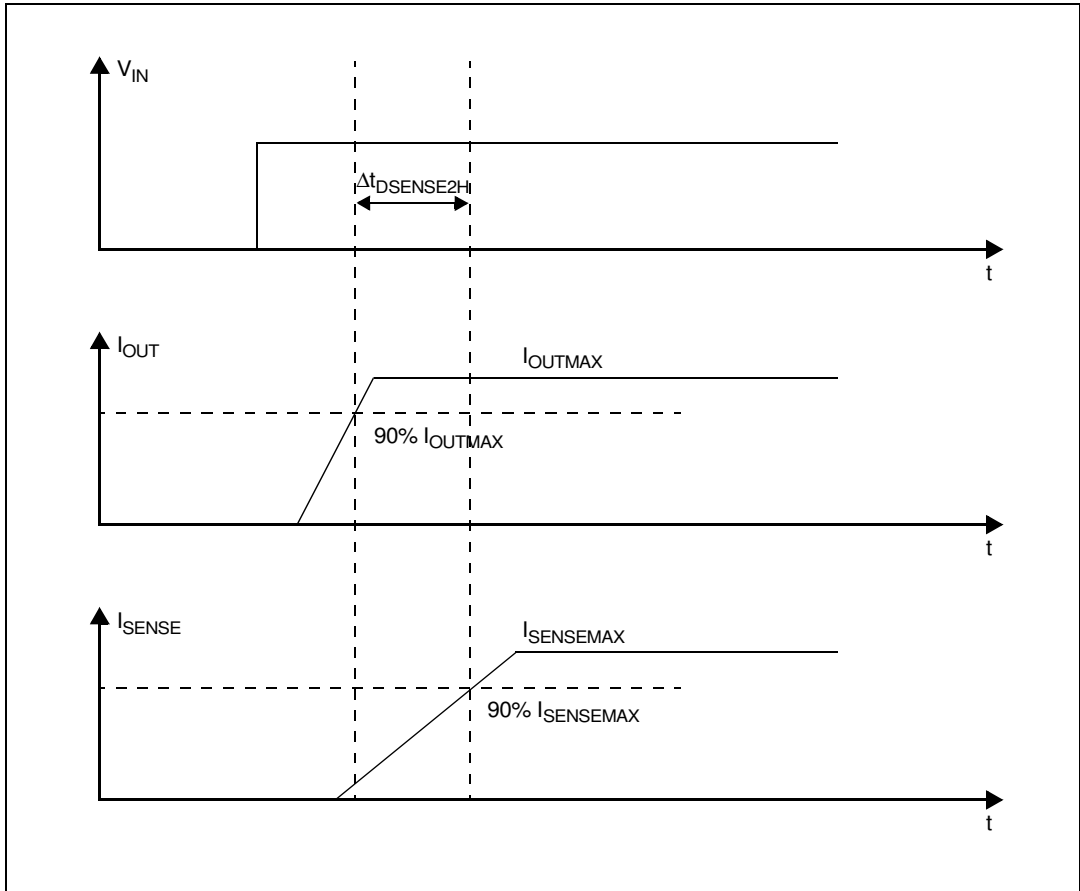 V_IN
Δt_DSENSE2H
t
I_OUT
I_OUTMAX
90% I_OUTMAX
t
I_SENSE
I_SENSEMAX
90% I_SENSEMAX
t